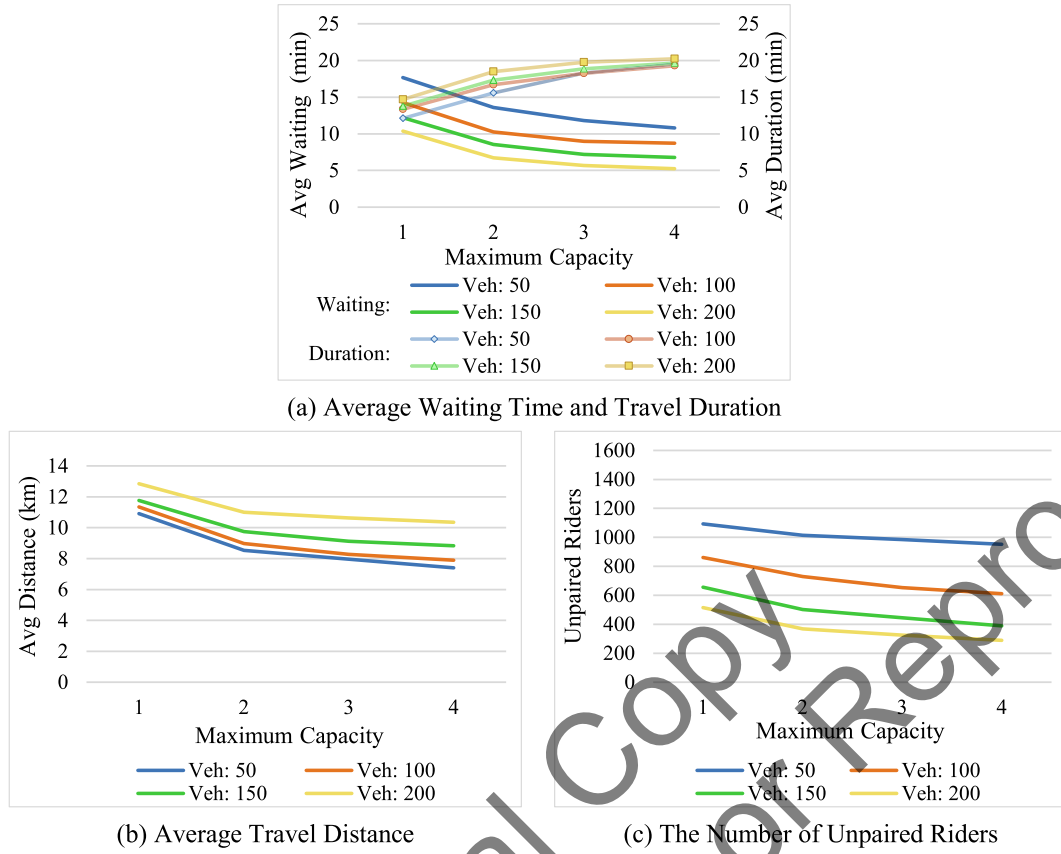 25 25
20 20
15 15
10 10
5 5
0 0
Avg Waiting (min)
Avg Duration (min)
1 2 3 4
Maximum Capacity
Waiting: Veh: 50 Veh: 100
Veh: 150 Veh: 200
Duration: Veh: 50 Veh: 100
Veh: 150 Veh: 200
(a) Average Waiting Time and Travel Duration
14
12
10
8
6
4
2
0
Avg Distance (km)
1 2 3 4
Maximum Capacity
Veh: 50 Veh: 100
Veh: 150 Veh: 200
(b) Average Travel Distance
1600
1400
1200
1000
800
600
400
200
0
Unpaired Riders
1 2 3 4
Maximum Capacity
Veh: 50 Veh: 100
Veh: 150 Veh: 200
(c) The Number of Unpaired Riders
Copy